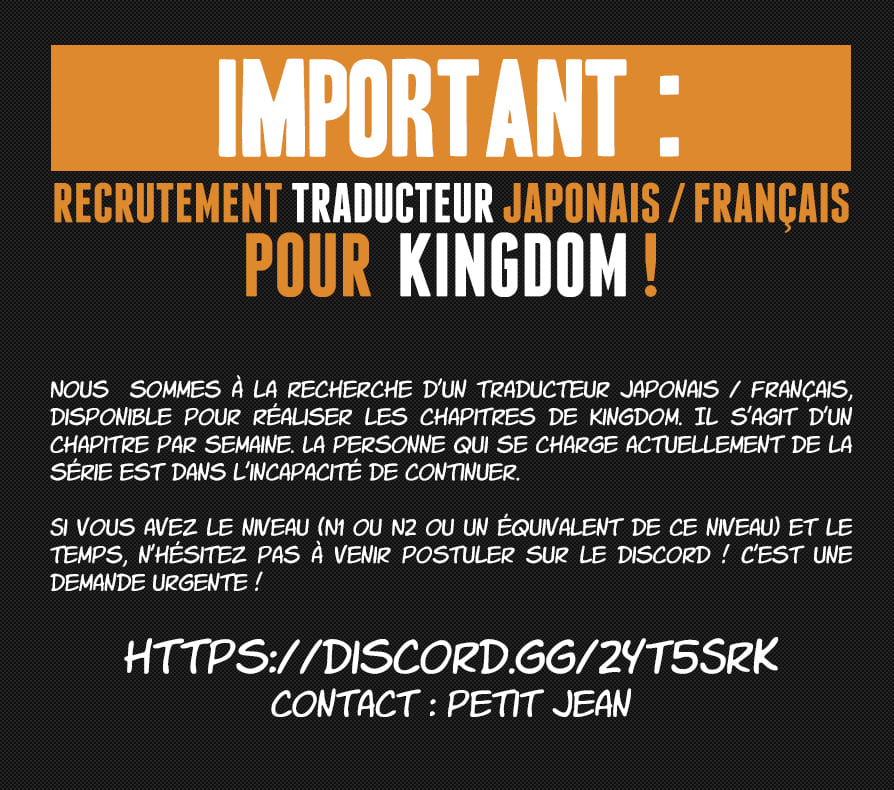 IMPORTANT :
RECRUTEMENT TRADUCTEUR JAPONAIS / FRANÇAIS
POUR KINGDOM !
NOUS SOMMES À LA RECHERCHE D'UN TRADUCTEUR JAPONAIS / FRANÇAIS,
DISPONIBLE POUR RÉALISER LES CHAPITRES DE KINGDOM. IL S'AGIT D'UN
CHAPITRE PAR SEMAINE. LA PERSONNE QUI SE CHARGE ACTUELLEMENT DE LA
SÉRIE EST DANS L'INCAPACITÉ DE CONTINUER.
SI VOUS AVEZ LE NIVEAU (N1 OU N2 OU UN ÉQUIVALENT DE CE NIVEAU) ET LE
TEMPS, N'HÉSITEZ PAS À VENIR POSTULER SUR LE DISCORD ! C'EST UNE
DEMANDE URGENTE !
HTTPS://DISCORD.GG/2YT5SRK
CONTACT : PETIT JEAN